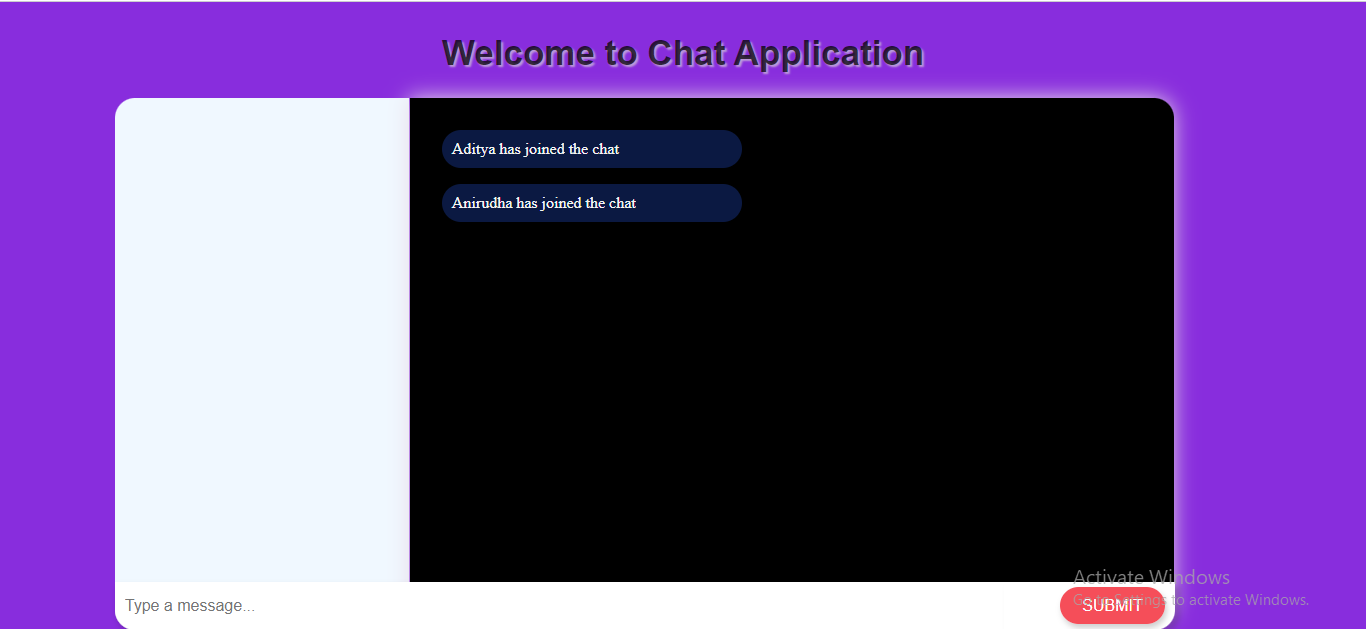 Welcome to Chat Application
Aditya has joined the chat
Anirudha has joined the chat
Type a message...
SUBMIT
Activate Windows
Go to Settings to activate Windows.